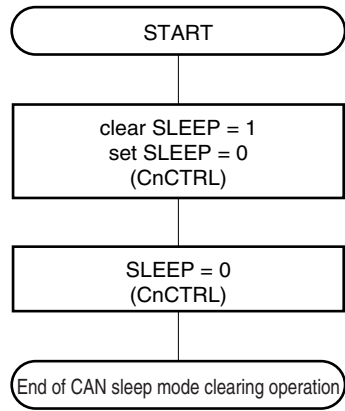 START
clear SLEEP = 1
set SLEEP = 0
(CnCTRL)
SLEEP = 0
(CnCTRL)
End of CAN sleep mode clearing operation